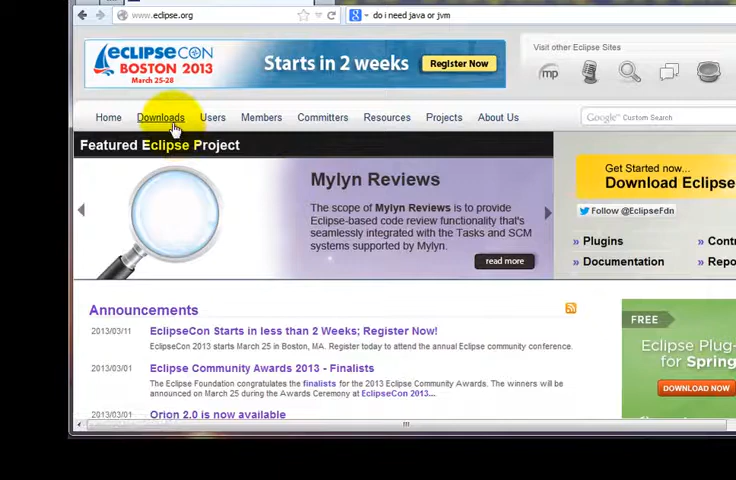 www.eclipse.org
do i need java or jvm
eclipseCON
BOSTON 2013
March 25-28
Starts in 2 weeks
Register Now
Visit other Eclipse Sites
mp
Home Downloads Users Members Committers Resources Projects Contact About Us
Google™ Custom Search
Featured Eclipse Project
Mylyn Reviews
The scope of Mylyn Reviews is to provide
Eclipse-based code review functionality that's
seamlessly integrated with the Tasks and SCM
systems supported by Mylyn.
read more
Get Started now...
Download Eclipse
Follow @EclipseFdn
» Plugins
» Contr
» Documentation
» Repo
Announcements
2013/03/11 EclipseCon Starts in less than 2 Weeks; Register Now!
EclipseCon 2013 starts March 25 in Boston, MA. Register today to attend the annual Eclipse community conference.
2013/03/01 Eclipse Community Awards 2013 - Finalists
The Eclipse Foundation congratulates the finalists for the 2013 Eclipse Community Awards. The winners will be
announced on March 25 during the Awards Ceremony at EclipseCon 2013...
2013/03/01 Orion 2.0 is now available
FREE
Eclipse Plug-
for Spring
DOWNLOAD NOW